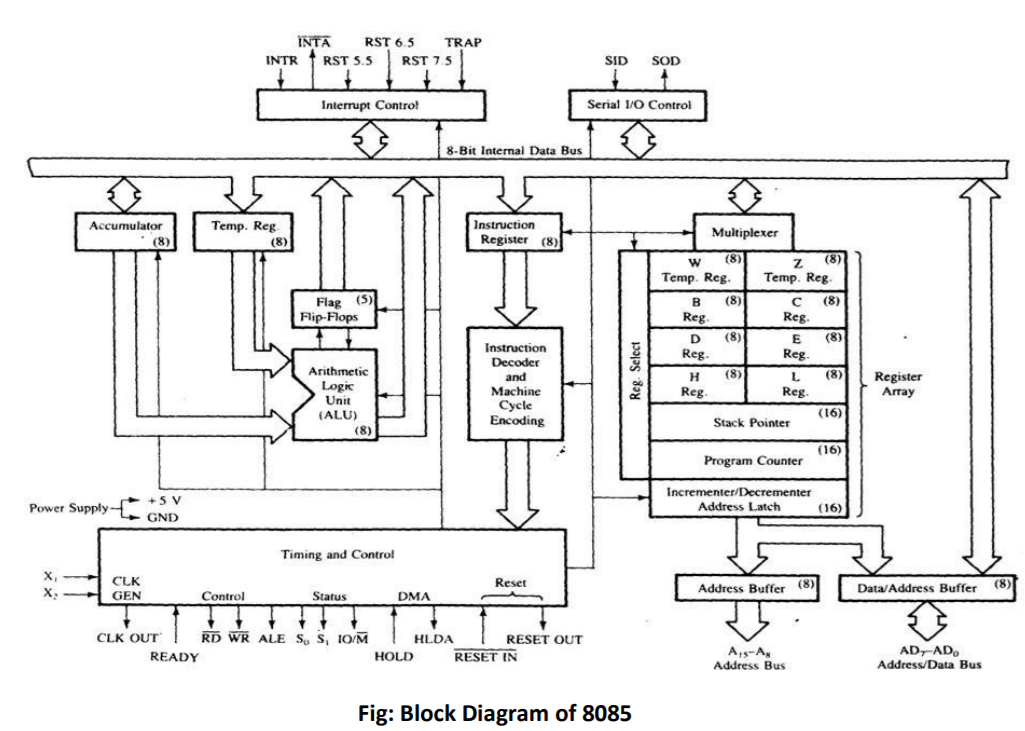 INTR
INTA
RST 5.5
RST 6.5
RST 7.5
TRAP
SID
SOD
Interrupt Control
Serial I/O Control
8-Bit Internal Data Bus
Accumulator
(8)
Temp. Reg.
(8)
Instruction
Register
(8)
Multiplexer
Flag
Flip-Flops
(5)
Arithmetic
Logic
Unit
(ALU)
(8)
Instruction
Decoder
and
Machine
Cycle
Encoding
Reg. Select
W (8)
Temp. Reg.
Z (8)
Temp. Reg.
B (8)
Reg.
C (8)
Reg.
D (8)
Reg.
E (8)
Reg.
H (8)
Reg.
L (8)
Reg.
Stack Pointer
(16)
Program Counter
(16)
Incrementer/Decrementer
Address Latch
(16)
Register
Array
Power Supply
+5 V
GND
Timing and Control
X₁
X₂
CLK
GEN
Control
Status
DMA
Reset
CLK OUT
READY
RD
WR
ALE
S₀
S₁
IO/M
HOLD
HLDA
RESET IN
RESET OUT
Address Buffer
(8)
Data/Address Buffer
(8)
A₁₅–A₈
Address Bus
AD₇–AD₀
Address/Data Bus
Fig: Block Diagram of 8085